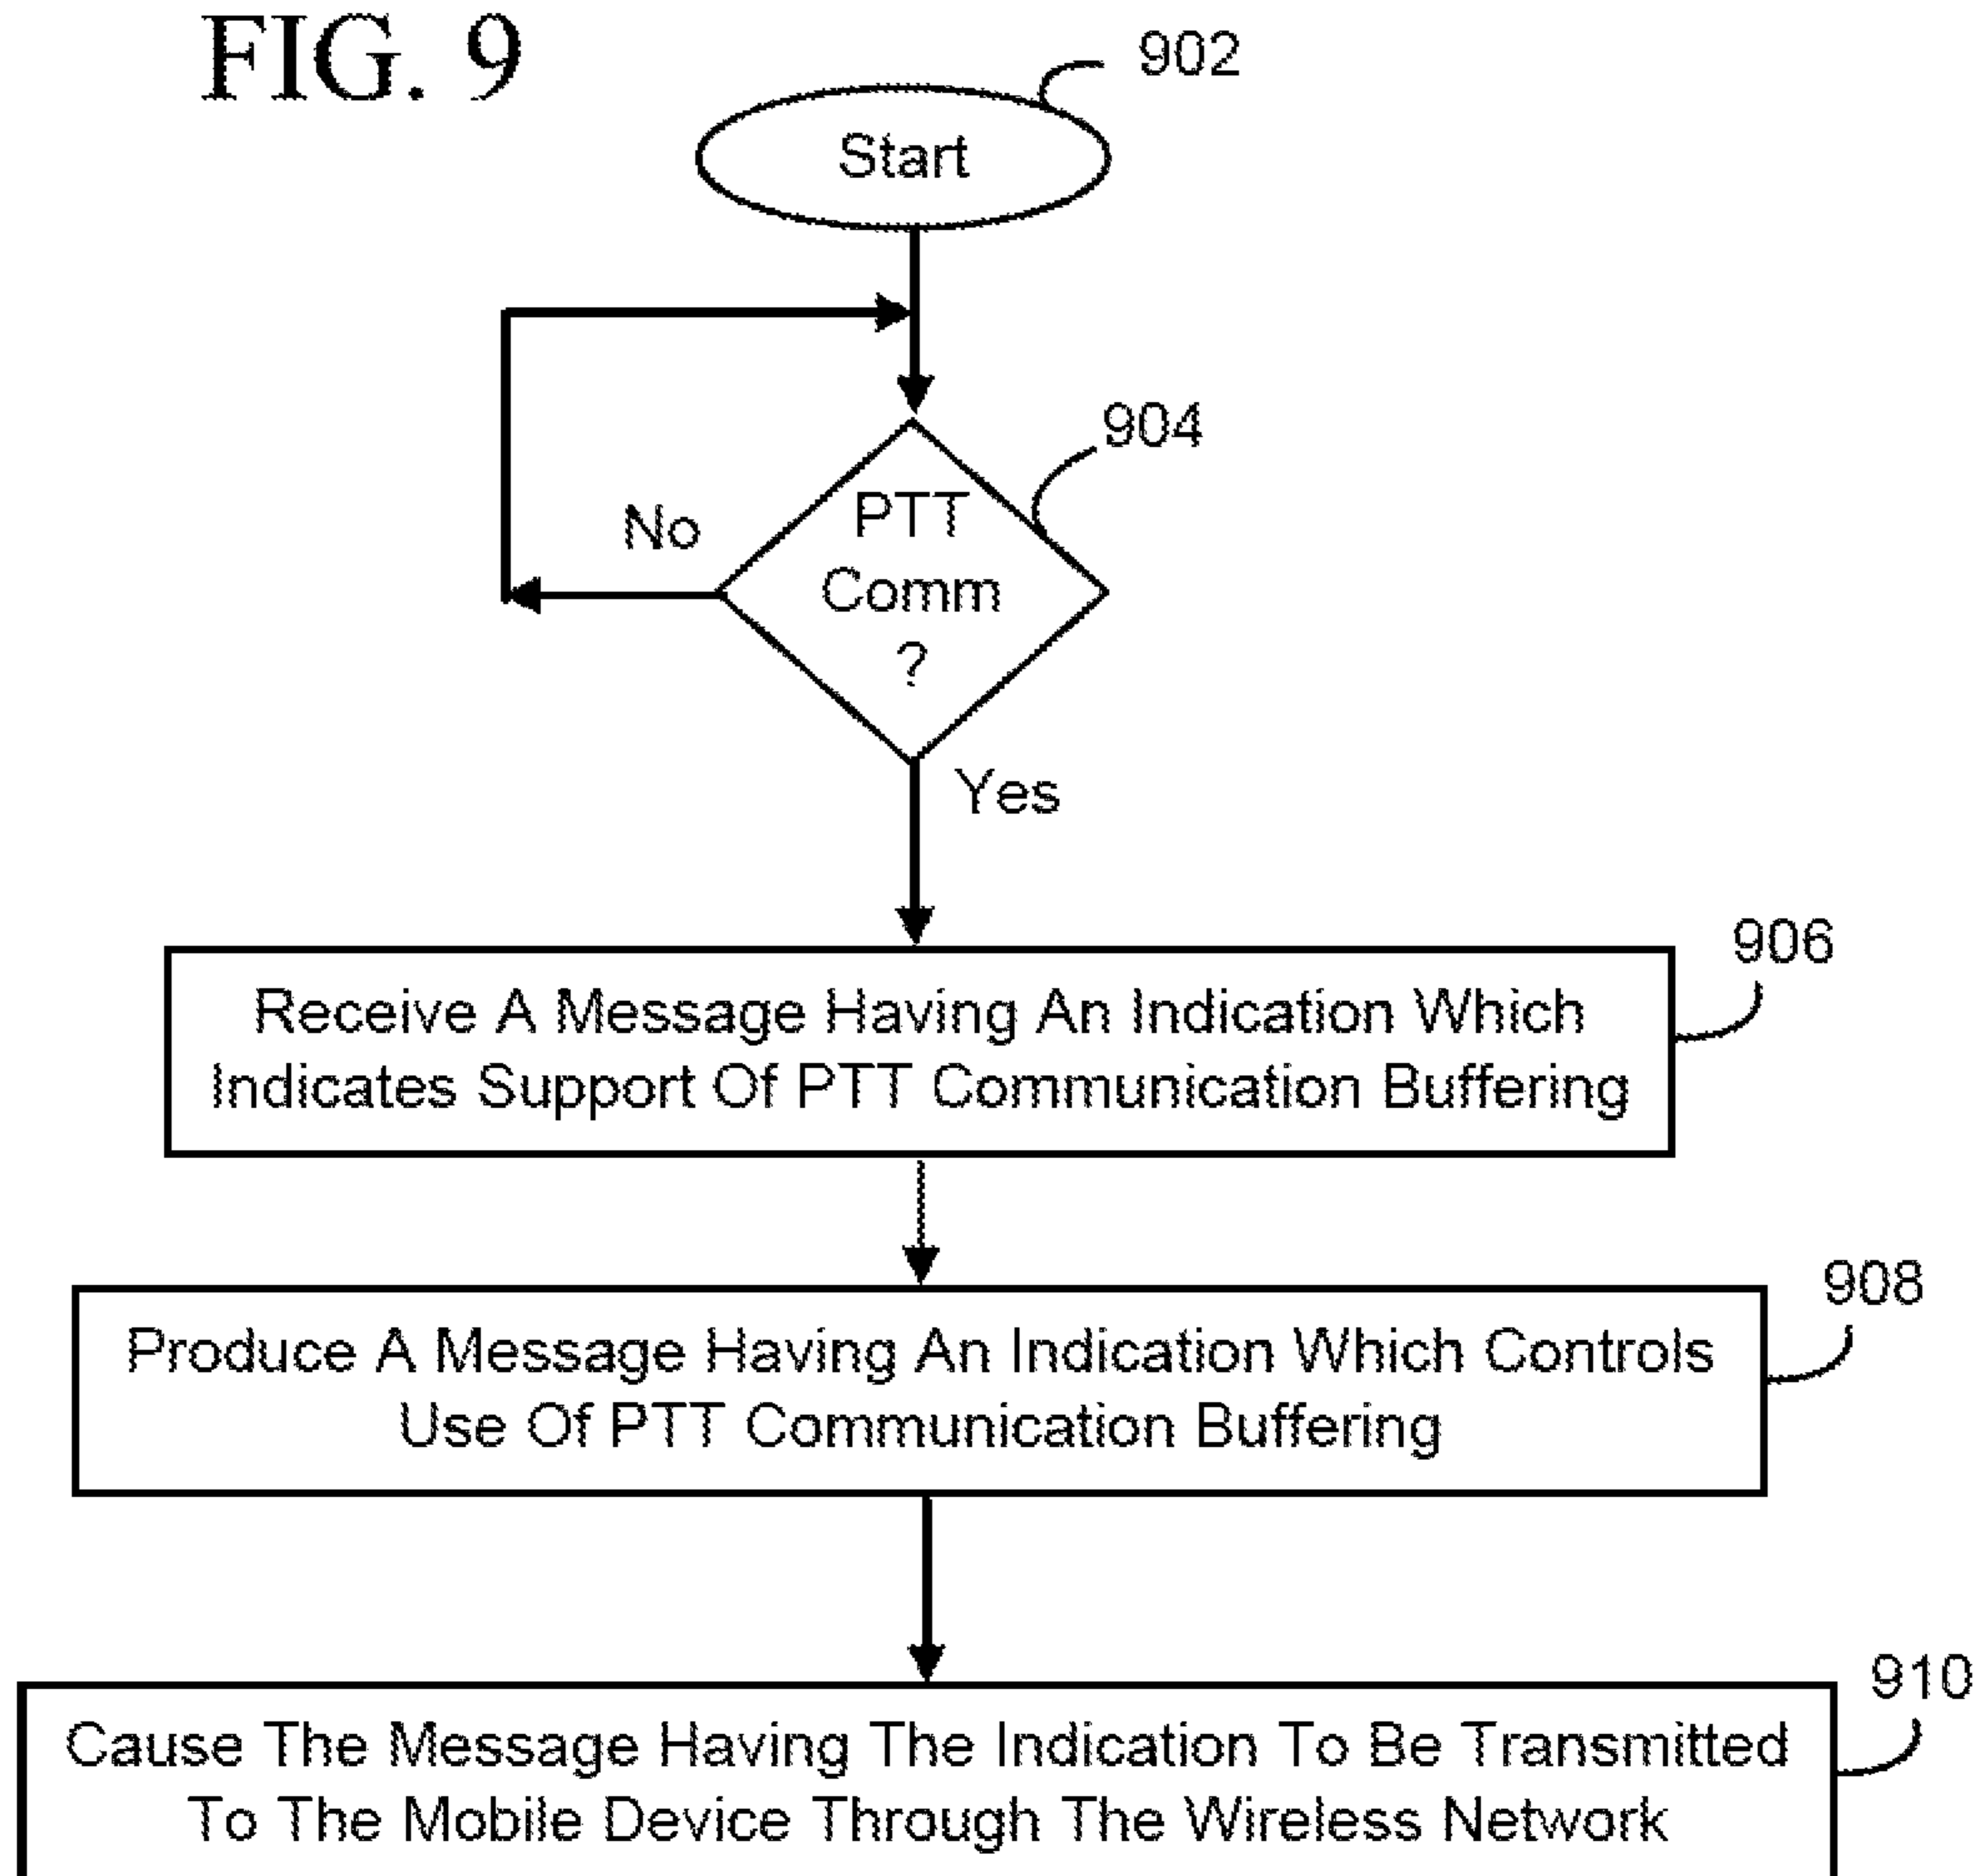 FIG. 9
902
Start
904
PTT
Comm
?
No
Yes
906
Receive A Message Having An Indication Which
Indicates Support Of PTT Communication Buffering
908
Produce A Message Having An Indication Which Controls
Use Of PTT Communication Buffering
910
Cause The Message Having The Indication To Be Transmitted
To The Mobile Device Through The Wireless Network